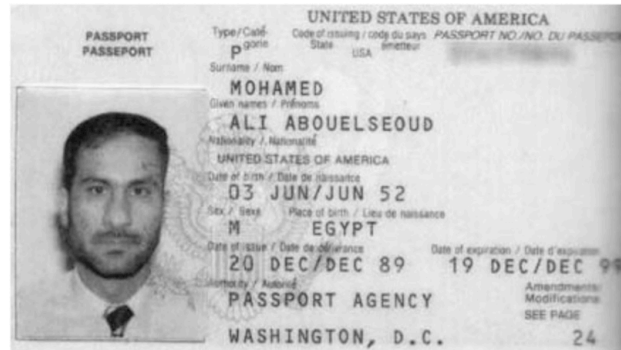 UNITED STATES OF AMERICA
PASSPORT
PASSEPORT
Type/Caté-
gorie
P
Code of issuing / code du pays
State USA émetteur
PASSPORT NO./NO. DU PASSEPO
Surname / Nom
MOHAMED
Given names / Prénoms
ALI ABOUELSEOUD
Nationality / Nationalité
UNITED STATES OF AMERICA
Date of birth / Date de naissance
03 JUN/JUN 52
Sex / Sexe Place of birth / Lieu de naissance
M EGYPT
Date of issue / Date de délivrance Date of expiration / Date d'expiration
20 DEC/DEC 89 19 DEC/DEC 99
Authority / Autorité Amendments/
PASSPORT AGENCY Modifications
SEE PAGE
WASHINGTON, D.C. 24